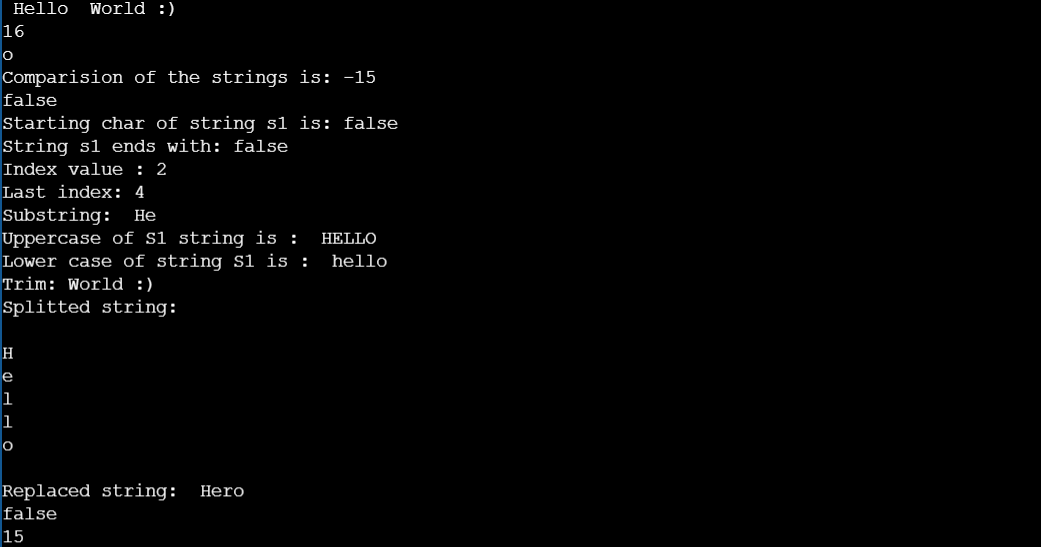 Hello  World :)
16
o
Comparision of the strings is: -15
false
Starting char of string s1 is: false
String s1 ends with: false
Index value : 2
Last index: 4
Substring:  He
Uppercase of S1 string is :  HELLO
Lower case of string S1 is :  hello
Trim: World :)
Splitted string:

H
e
l
l
o

Replaced string:  Hero
false
15